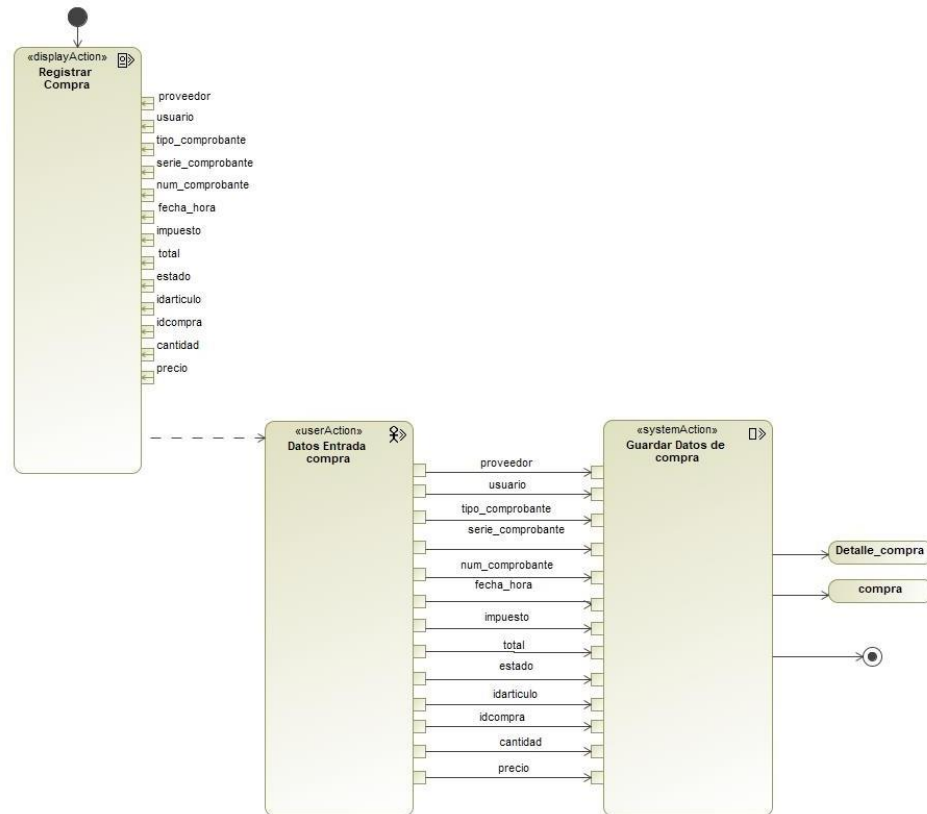 «displayAction»
Registrar
Compra
proveedor
usuario
tipo_comprobante
serie_comprobante
num_comprobante
fecha_hora
impuesto
total
estado
idarticulo
idcompra
cantidad
precio
«userAction»
Datos Entrada
compra
proveedor
usuario
tipo_comprobante
serie_comprobante
num_comprobante
fecha_hora
impuesto
total
estado
idarticulo
idcompra
cantidad
precio
«systemAction»
Guardar Datos de
compra
Detalle_compra
compra